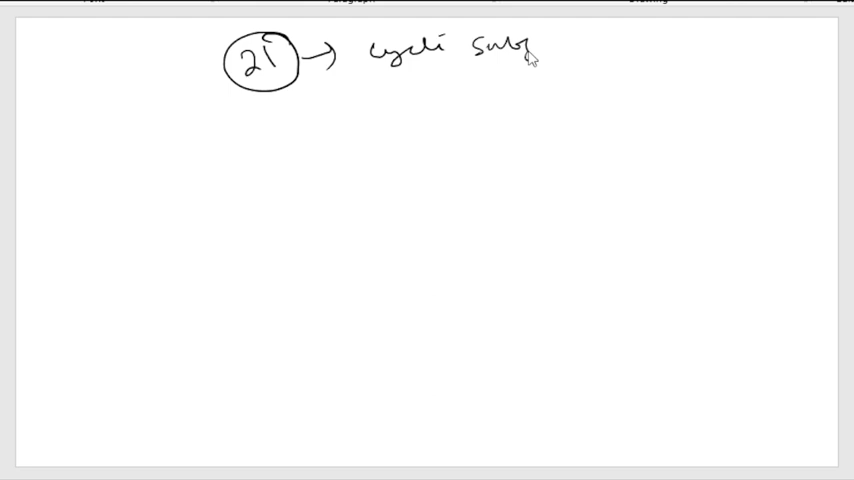 21 → cycli subg